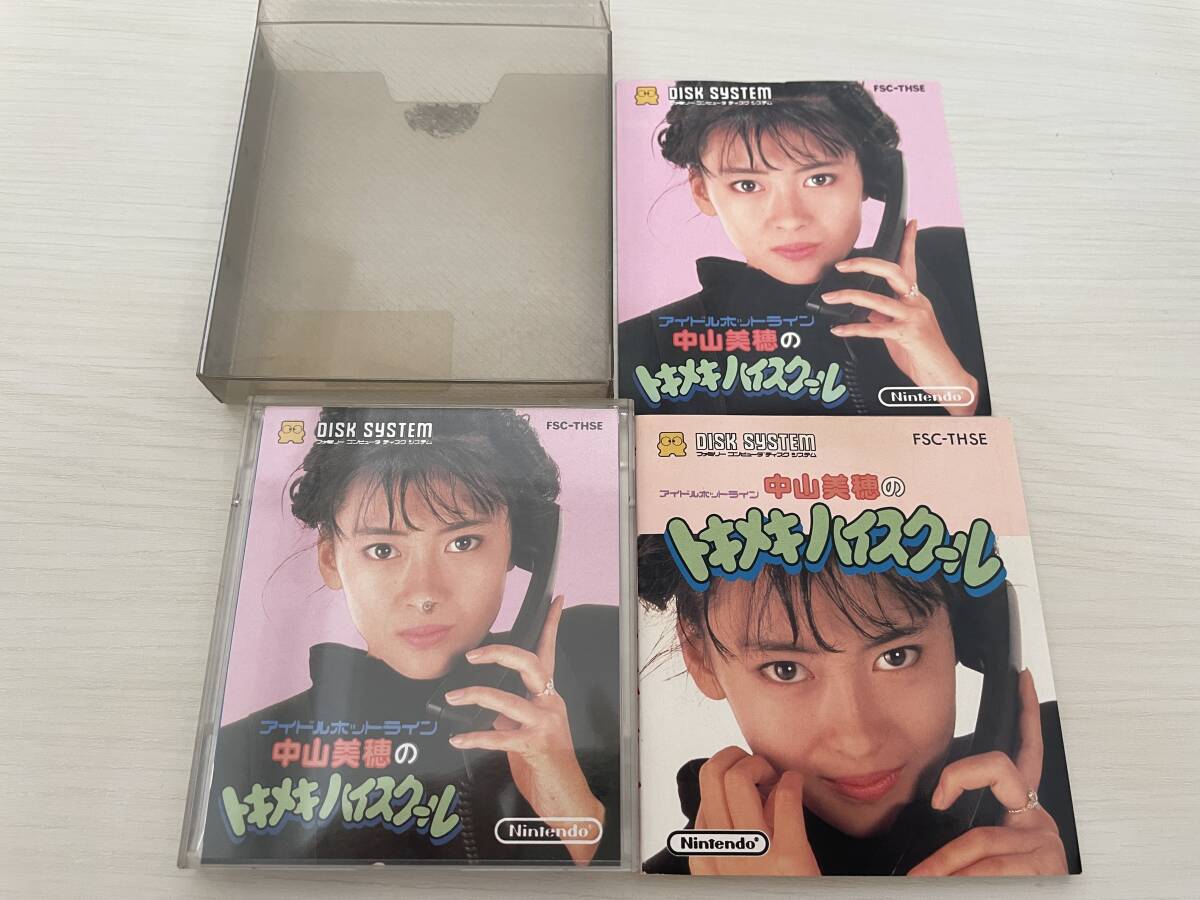 DISK SYSTEM
ファミリー コンピュータ ディスク システム
FSC-THSE
アイドルホットライン
中山美穂の
トキメキハイスクール
Nintendo®
DISK SYSTEM
ファミリー コンピュータ ディスク システム
FSC-THSE
アイドルホットライン
中山美穂の
トキメキハイスクール
Nintendo®
DISK SYSTEM
ファミリー コンピュータ ディスク システム
FSC-THSE
アイドルホットライン 中山美穂の
トキメキハイスクール
Nintendo®